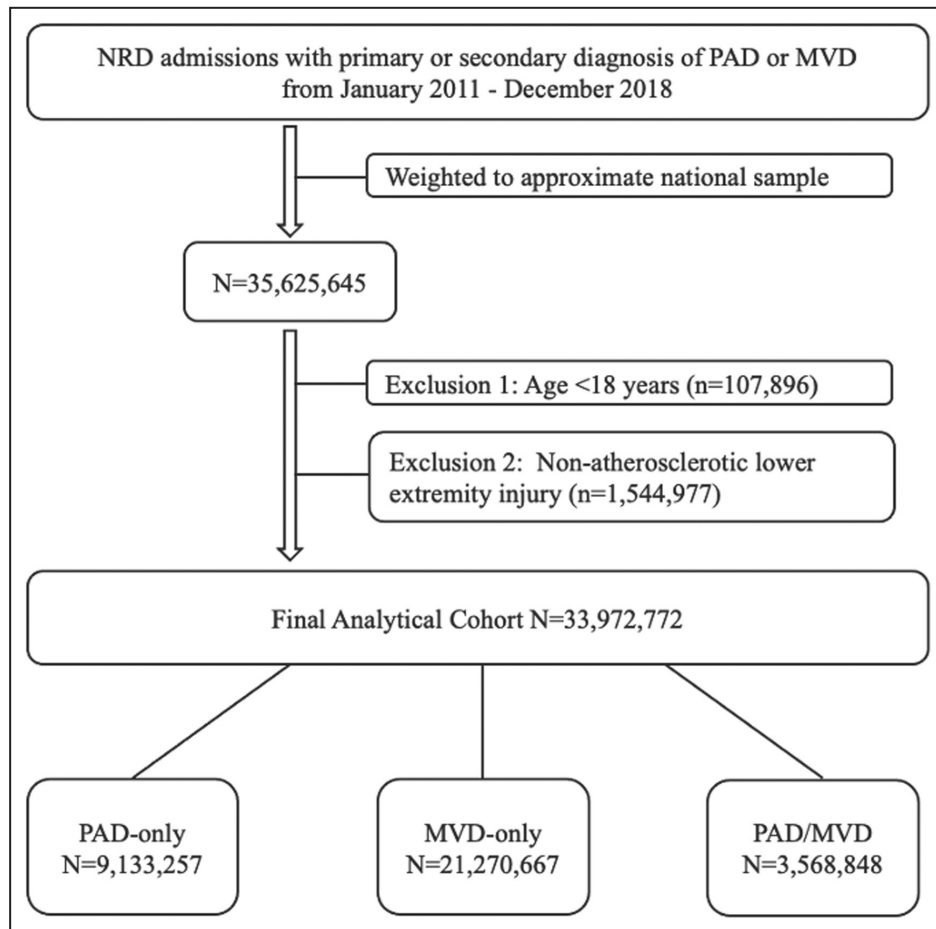 NRD admissions with primary or secondary diagnosis of PAD or MVD
from January 2011 - December 2018
Weighted to approximate national sample
N=35,625,645
Exclusion 1: Age <18 years (n=107,896)
Exclusion 2:  Non-atherosclerotic lower
extremity injury (n=1,544,977)
Final Analytical Cohort N=33,972,772
PAD-only
N=9,133,257
MVD-only
N=21,270,667
PAD/MVD
N=3,568,848